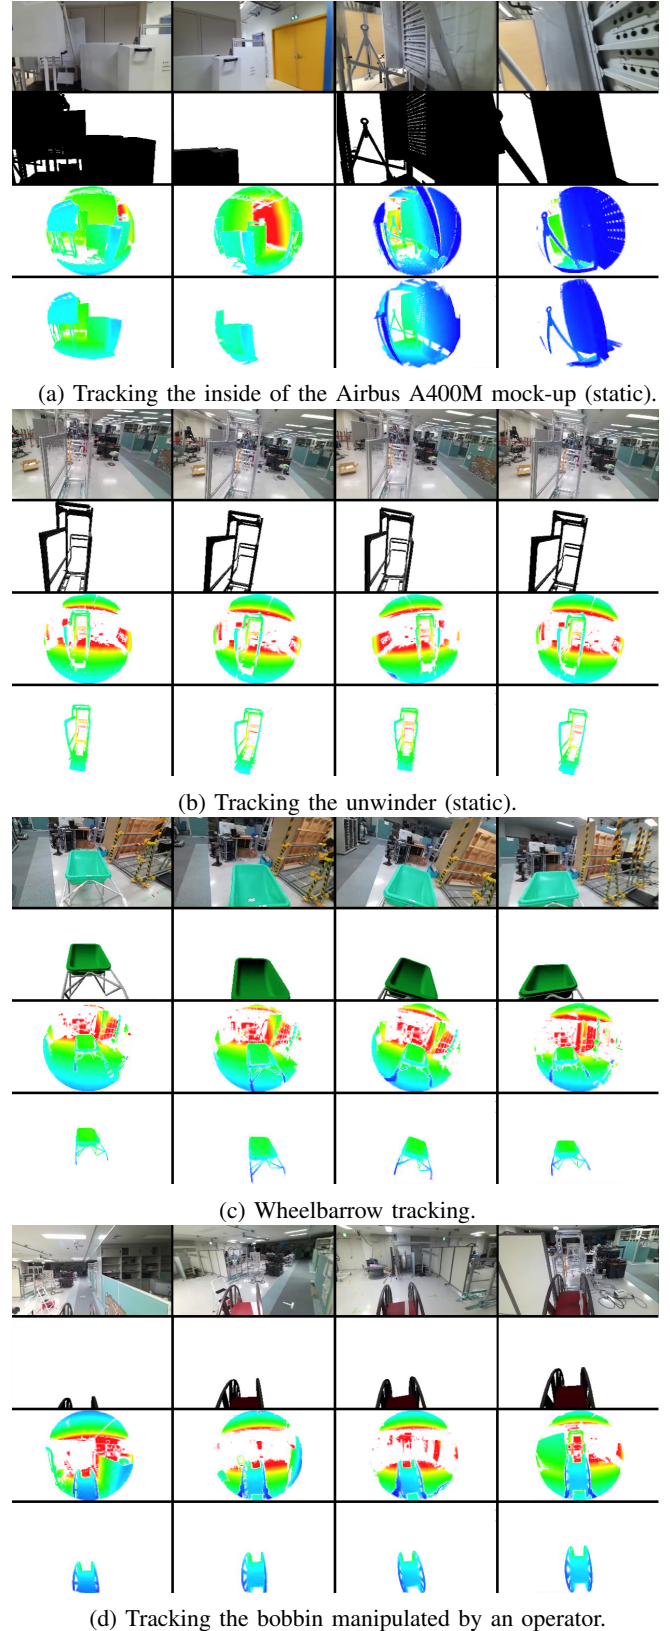 (a) Tracking the inside of the Airbus A400M mock-up (static).
(b) Tracking the unwinder (static).
(c) Wheelbarrow tracking.
(d) Tracking the bobbin manipulated by an operator.